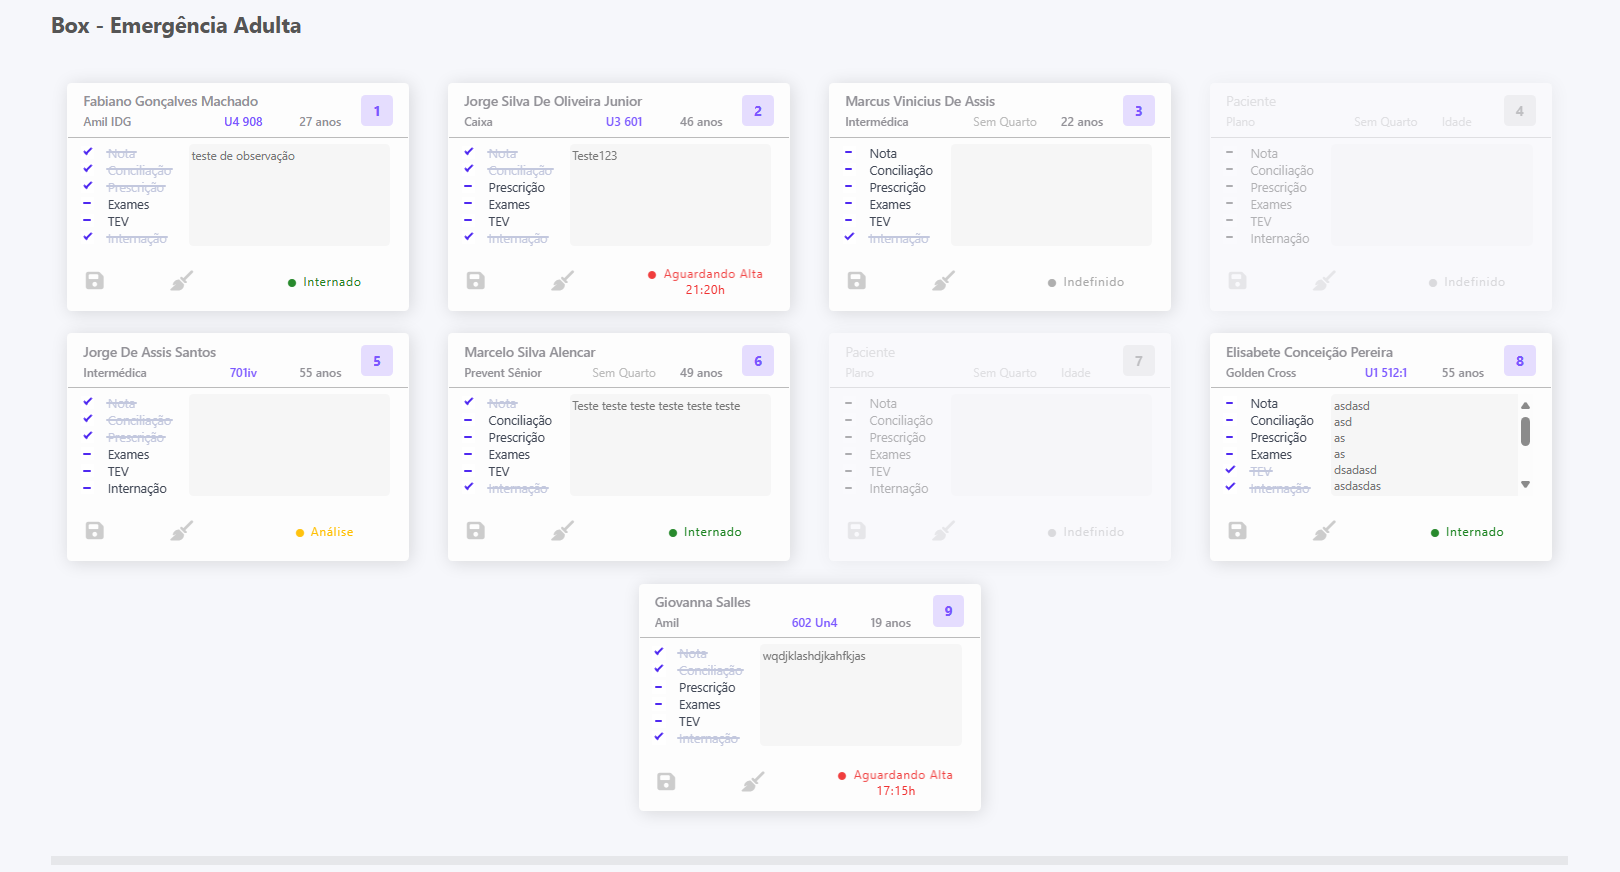 Box - Emergência Adulta
Fabiano Gonçalves Machado
1
Amil IDG
U4 908
27 anos
Nota
Conciliação
Prescrição
Exames
TEV
Internação
teste de observação
Internado
Jorge Silva De Oliveira Junior
2
Caixa
U3 601
46 anos
Nota
Conciliação
Prescrição
Exames
TEV
Internação
Teste123
Aguardando Alta
21:20h
Marcus Vinicius De Assis
3
Intermédica
Sem Quarto
22 anos
Nota
Conciliação
Prescrição
Exames
TEV
Internação
Indefinido
Paciente
4
Plano
Sem Quarto
Idade
Nota
Conciliação
Prescrição
Exames
TEV
Internação
Indefinido
Jorge De Assis Santos
5
Intermédica
701iv
55 anos
Nota
Conciliação
Prescrição
Exames
TEV
Internação
Análise
Marcelo Silva Alencar
6
Prevent Sênior
Sem Quarto
49 anos
Nota
Conciliação
Prescrição
Exames
TEV
Internação
Teste teste teste teste teste teste
Internado
Paciente
7
Plano
Sem Quarto
Idade
Nota
Conciliação
Prescrição
Exames
TEV
Internação
Indefinido
Elisabete Conceição Pereira
8
Golden Cross
U1 512:1
55 anos
Nota
Conciliação
Prescrição
Exames
TEV
Internação
asdasd
asd
as
as
dsadasd
asdasdas
Internado
Giovanna Salles
9
Amil
602 Un4
19 anos
Nota
Conciliação
Prescrição
Exames
TEV
Internação
wqdjklashdjkahfkjas
Aguardando Alta
17:15h